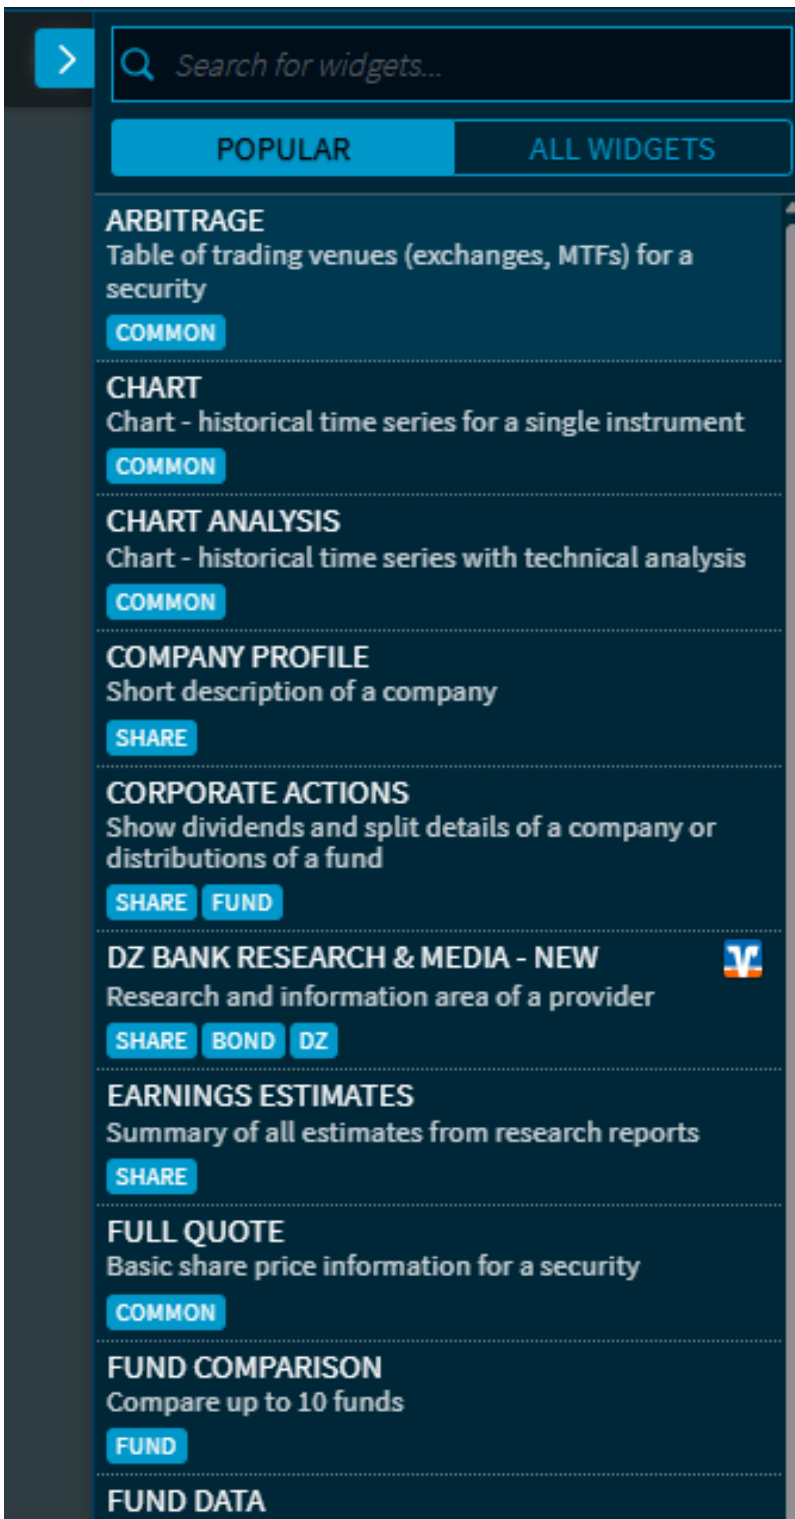 Search for widgets...
POPULAR
ALL WIDGETS
ARBITRAGE
Table of trading venues (exchanges, MTFs) for a
security
COMMON
CHART
Chart - historical time series for a single instrument
COMMON
CHART ANALYSIS
Chart - historical time series with technical analysis
COMMON
COMPANY PROFILE
Short description of a company
SHARE
CORPORATE ACTIONS
Show dividends and split details of a company or
distributions of a fund
SHARE FUND
DZ BANK RESEARCH & MEDIA - NEW
Research and information area of a provider
SHARE BOND DZ
EARNINGS ESTIMATES
Summary of all estimates from research reports
SHARE
FULL QUOTE
Basic share price information for a security
COMMON
FUND COMPARISON
Compare up to 10 funds
FUND
FUND DATA